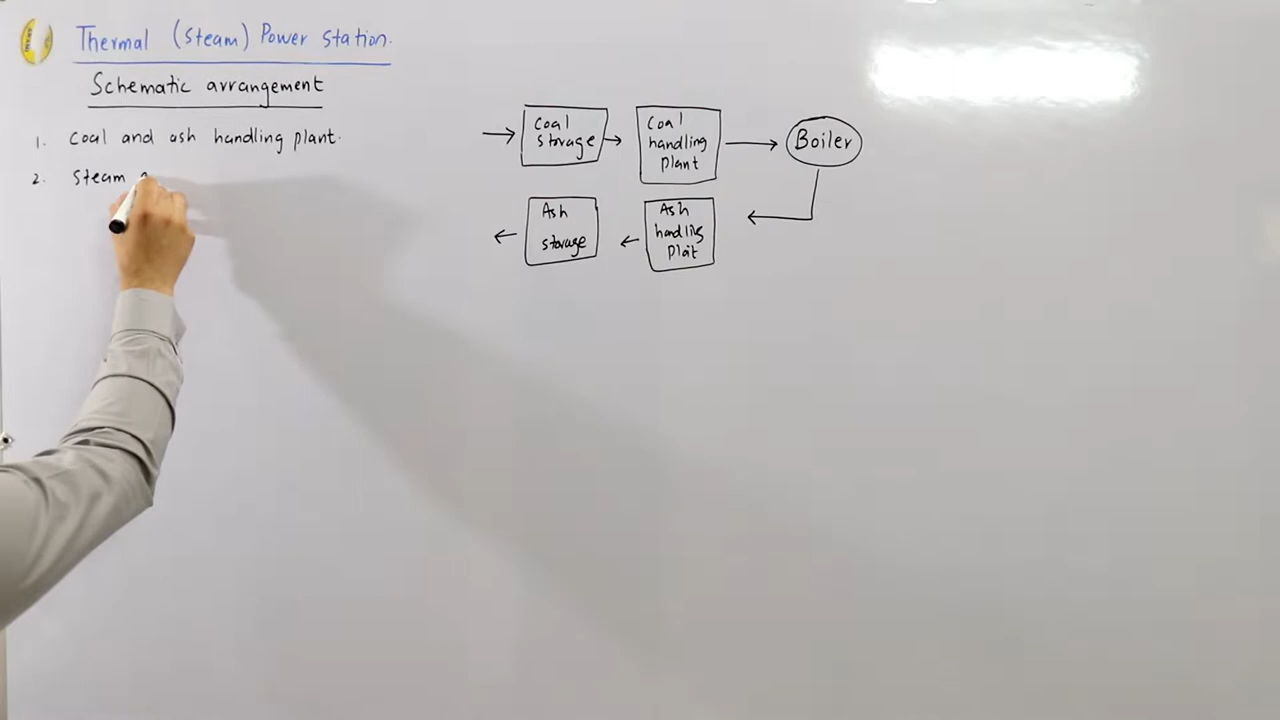 Thermal (Steam) Power Station.
Schematic arrangement
1. Coal and ash handling plant.
2. Steam
Coal
storage
Coal
handling
plant
Boiler
Ash
storage
Ash
handling